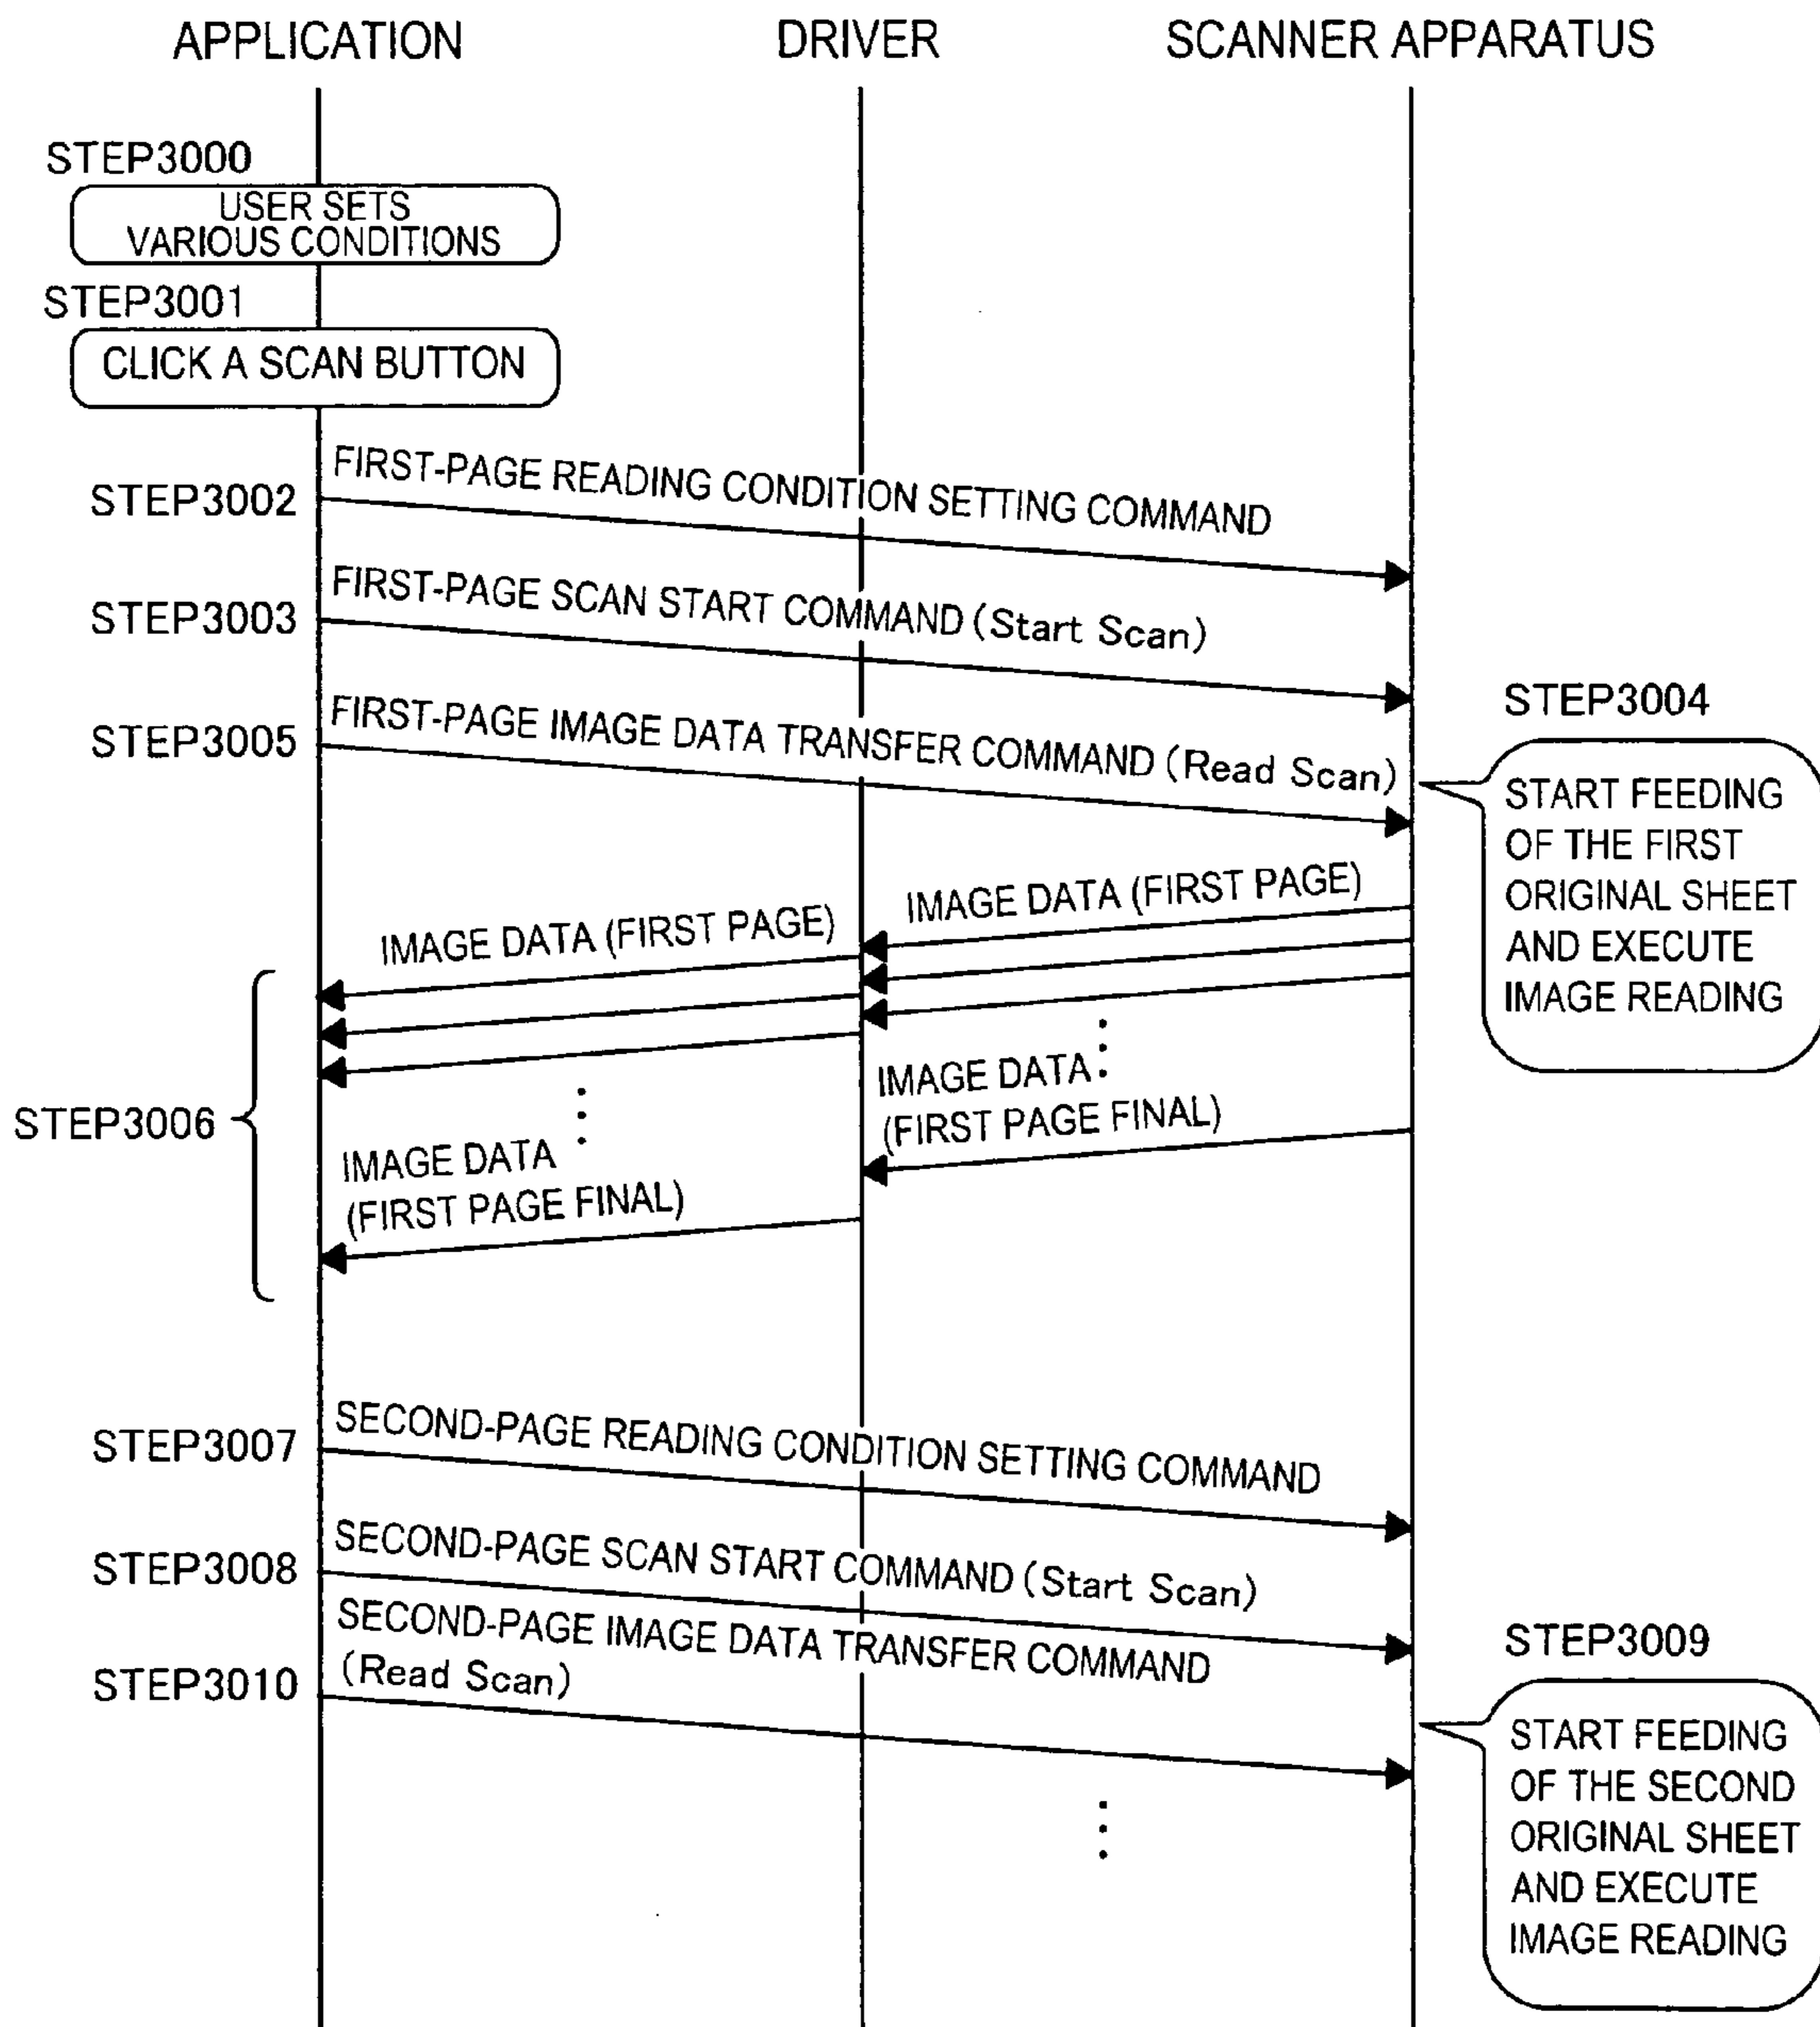 APPLICATION
DRIVER
SCANNER APPARATUS
STEP3000
USER SETS
VARIOUS CONDITIONS
STEP3001
CLICK A SCAN BUTTON
STEP3002
FIRST-PAGE READING CONDITION SETTING COMMAND
STEP3003
FIRST-PAGE SCAN START COMMAND (Start Scan)
STEP3005
FIRST-PAGE IMAGE DATA TRANSFER COMMAND (Read Scan)
STEP3004
START FEEDING
OF THE FIRST
ORIGINAL SHEET
AND EXECUTE
IMAGE READING
IMAGE DATA (FIRST PAGE)
IMAGE DATA (FIRST PAGE)
STEP3006
IMAGE DATA
(FIRST PAGE FINAL)
IMAGE DATA
(FIRST PAGE FINAL)
STEP3007
SECOND-PAGE READING CONDITION SETTING COMMAND
STEP3008
SECOND-PAGE SCAN START COMMAND (Start Scan)
STEP3010
SECOND-PAGE IMAGE DATA TRANSFER COMMAND
(Read Scan)
STEP3009
START FEEDING
OF THE SECOND
ORIGINAL SHEET
AND EXECUTE
IMAGE READING